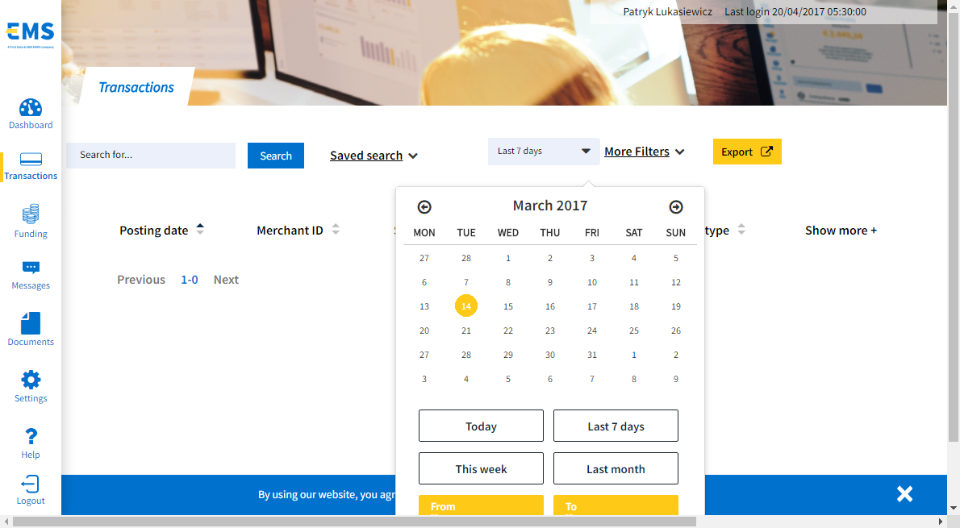 Patryk Lukasiewicz Last login 20/04/2017 05:30:00
EMS
Transactions
Dashboard
Transactions
Funding
Messages
Documents
Settings
Help
Logout
Search for...
Search
Saved search
Last 7 days
More Filters
Export
Posting date
Merchant ID
type
Show more +
Previous 1-0 Next
March 2017
MON TUE WED THU FRI SAT SUN
27 28 1 2 3 4 5
6 7 8 9 10 11 12
13 14 15 16 17 18 19
20 21 22 23 24 25 26
27 28 29 30 31 1 2
3 4 5 6 7 8 9
Today
Last 7 days
This week
Last month
From
To
By using our website, you agr